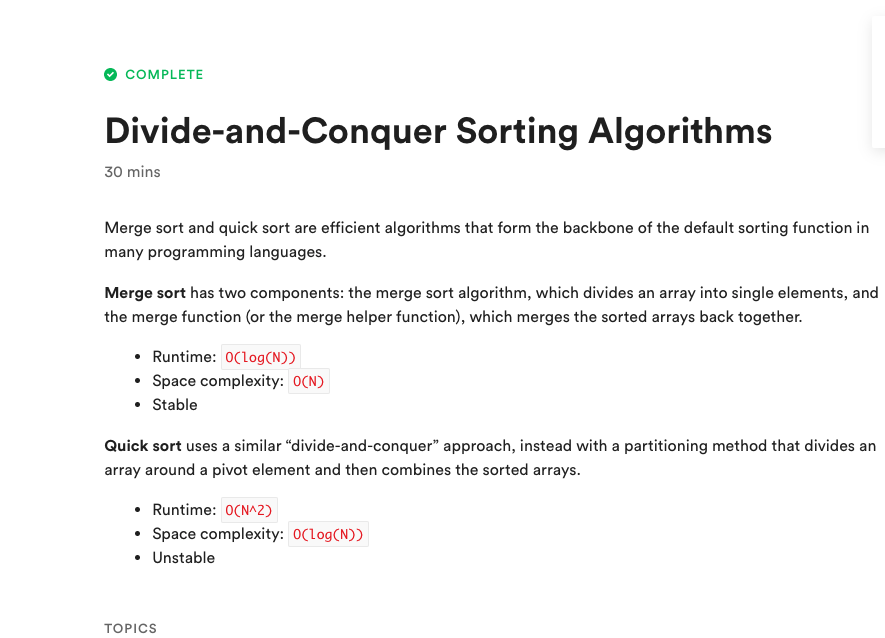 COMPLETE
Divide-and-Conquer Sorting Algorithms
30 mins
Merge sort and quick sort are efficient algorithms that form the backbone of the default sorting function in
many programming languages.
Merge sort has two components: the merge sort algorithm, which divides an array into single elements, and
the merge function (or the merge helper function), which merges the sorted arrays back together.
• Runtime: O(log(N))
• Space complexity: O(N)
• Stable
Quick sort uses a similar “divide-and-conquer” approach, instead with a partitioning method that divides an
array around a pivot element and then combines the sorted arrays.
• Runtime: O(N^2)
• Space complexity: O(log(N))
• Unstable
TOPICS